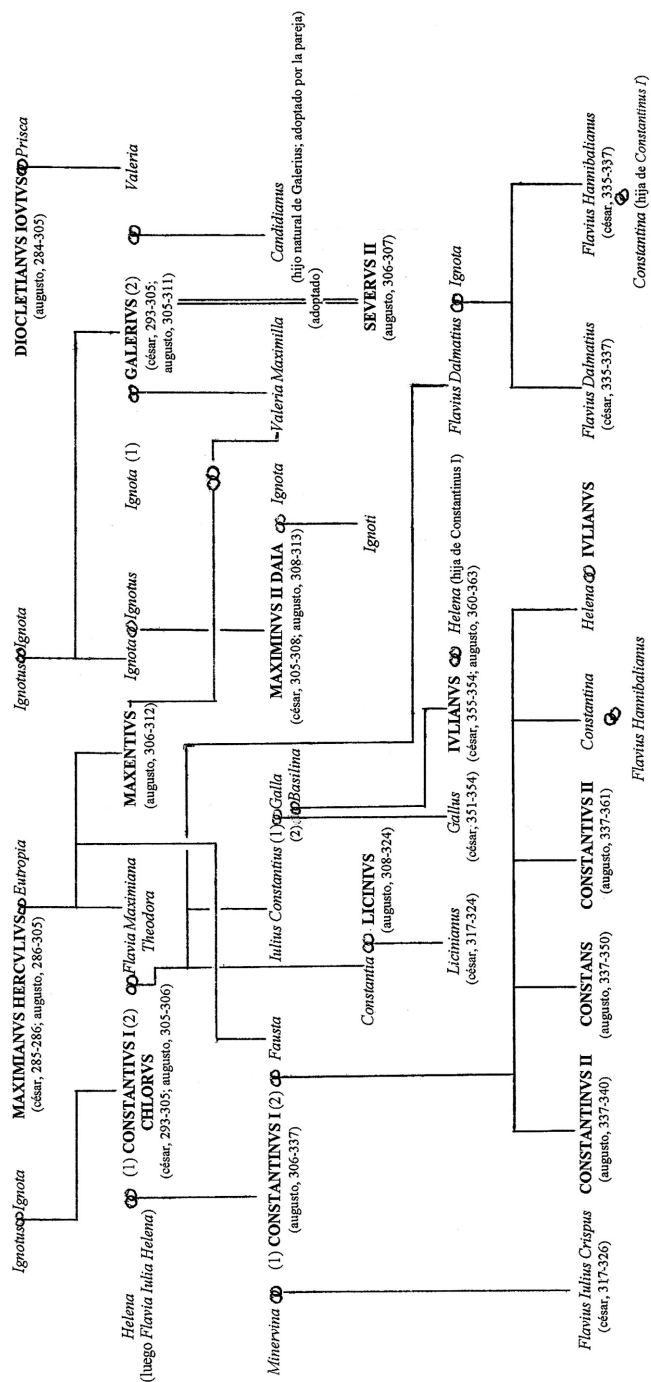 Ignotus Ignota
MAXIMIANVS HERCVLIVS Eutropia
(césar, 285-286; augusto, 286-305)
Ignotus Ignota
DIOCLETIANVS IOVIVS Prisca
(augusto, 284-305)
Helena
(luego Flavia Iulia Helena)
(1) CONSTANTIVS I (2)
CHLORVS
(césar, 293-305; augusto, 305-306)
Flavia Maximiana
Theodora
MAXENTIVS
(augusto, 306-312)
Ignota Ignotus
Ignota (1)
GALERIVS (2)
(césar, 293-305;
augusto, 305-311)
Valeria
Minervina
(1) CONSTANTINVS I (2)
(augusto, 306-337)
Fausta
Iulius Constantius (1) Galla
(2) Basilina
MAXIMINVS II DAIA
(césar, 305-308; augusto, 308-313)
Ignota
Valeria Maximilla
Candidianus
(hijo natural de Galerius; adoptado por la pareja)
(adoptado)
Constantia LICINIVS
(augusto, 308-324)
Ignoti
SEVERVS II
(augusto, 306-307)
Licinianus
(césar, 317-324)
Gallus
(césar, 351-354)
IVLIANVS Helena (hija de Constantinus I)
(césar, 355-354; augusto, 360-363)
Flavius Dalmatius Ignota
Flavius Iulius Crispus
(césar, 317-326)
CONSTANTINVS II
(augusto, 337-340)
CONSTANS
(augusto, 337-350)
CONSTANTIVS II
(augusto, 337-361)
Constantina
Flavius Hannibalianus
Helena IVLIANVS
Flavius Dalmatius
(césar, 335-337)
Flavius Hannibalianus
(césar, 335-337)
Constantina (hija de Constantinus I)